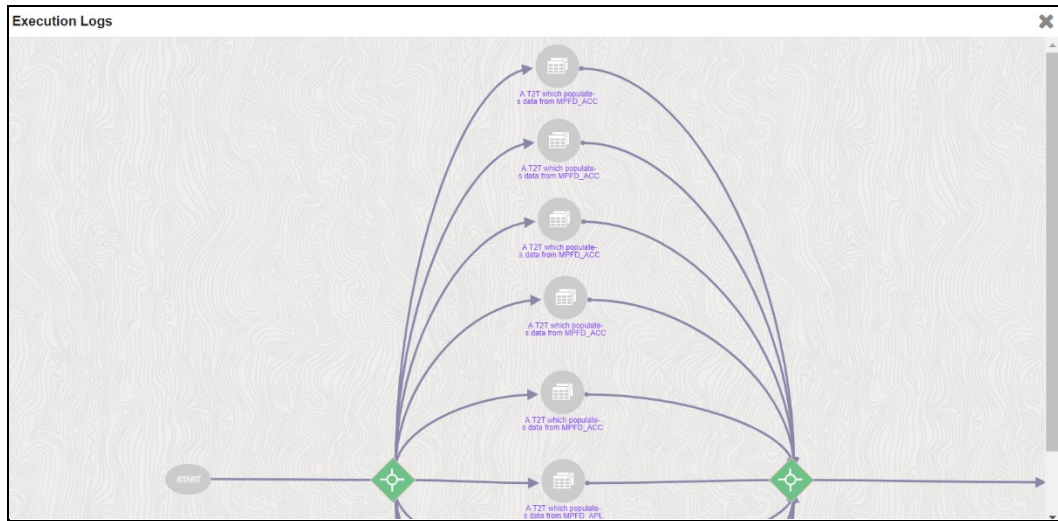 Execution Logs
A T2T which populate-
s data from MPFD_ACC
A T2T which populate-
s data from MPFD_ACC
A T2T which populate-
s data from MPFD_ACC
A T2T which populate-
s data from MPFD_ACC
A T2T which populate-
s data from MPFD_ACC
START
A T2T which populate-
s data from MPFD_APL